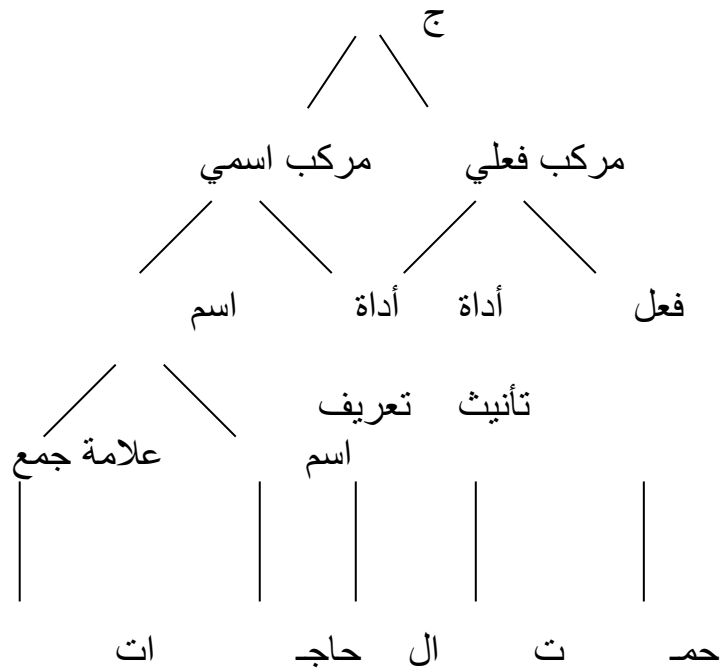 ج
مركب فعلي مركب اسمي
فعل أداة أداة اسم
تأنيث تعريف
اسم علامة جمع
حمـ ت ال حاجـ ات